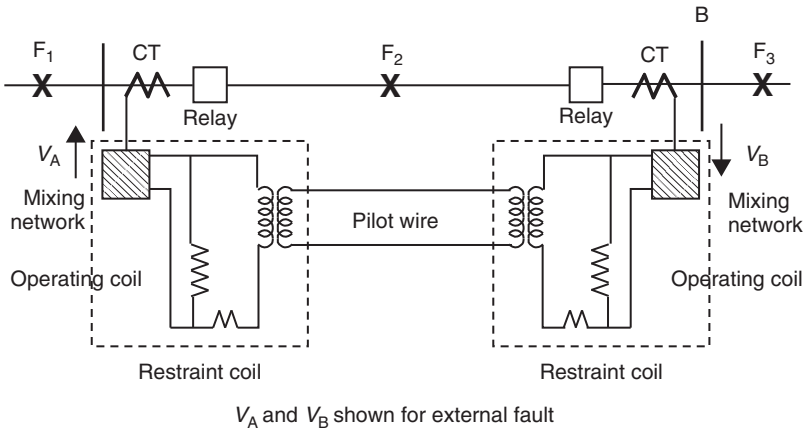 B
F1
CT
F2
CT
F3
Relay
Relay
VA
VB
Mixing
network
Pilot wire
Mixing
network
Operating coil
Operating coil
Restraint coil
Restraint coil
VA and VB shown for external fault